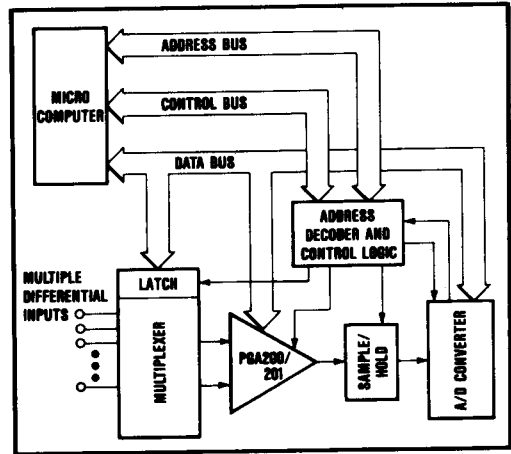 ADDRESS BUS
MICRO
COMPUTER
CONTROL BUS
DATA BUS
ADDRESS
DECODER AND
CONTROL LOGIC
MULTIPLE
DIFFERENTIAL
INPUTS
LATCH
MULTIPLEXER
PGA200/
201
SAMPLE/
HOLD
A/D CONVERTER